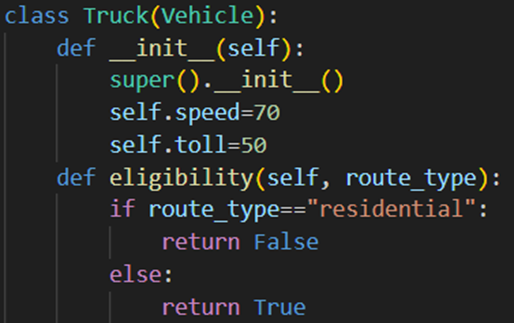 class Truck(Vehicle):
    def __init__(self):
        super().__init__()
        self.speed=70
        self.toll=50
    def eligibility(self, route_type):
        if route_type=="residential":
            return False
        else:
            return True